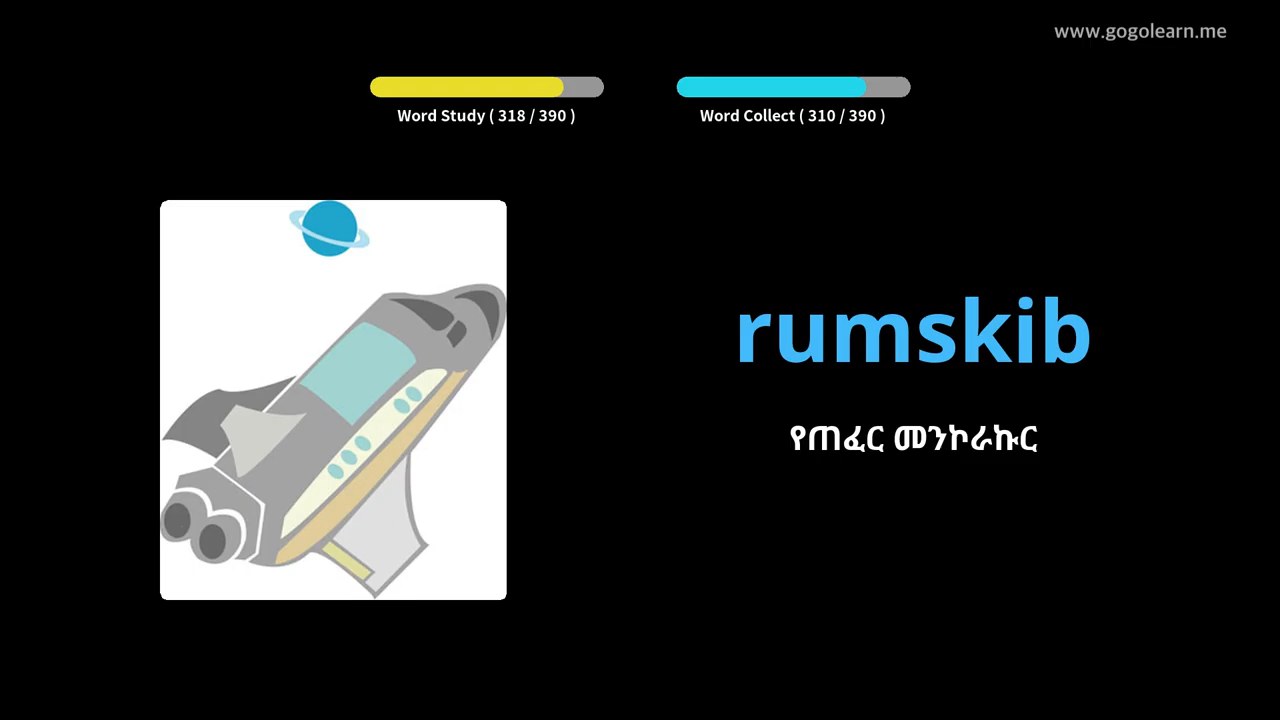 www.gogolearn.me
Word Study ( 318 / 390 )
Word Collect ( 310 / 390 )
rumskib
የጠፈር መንኮራኩር